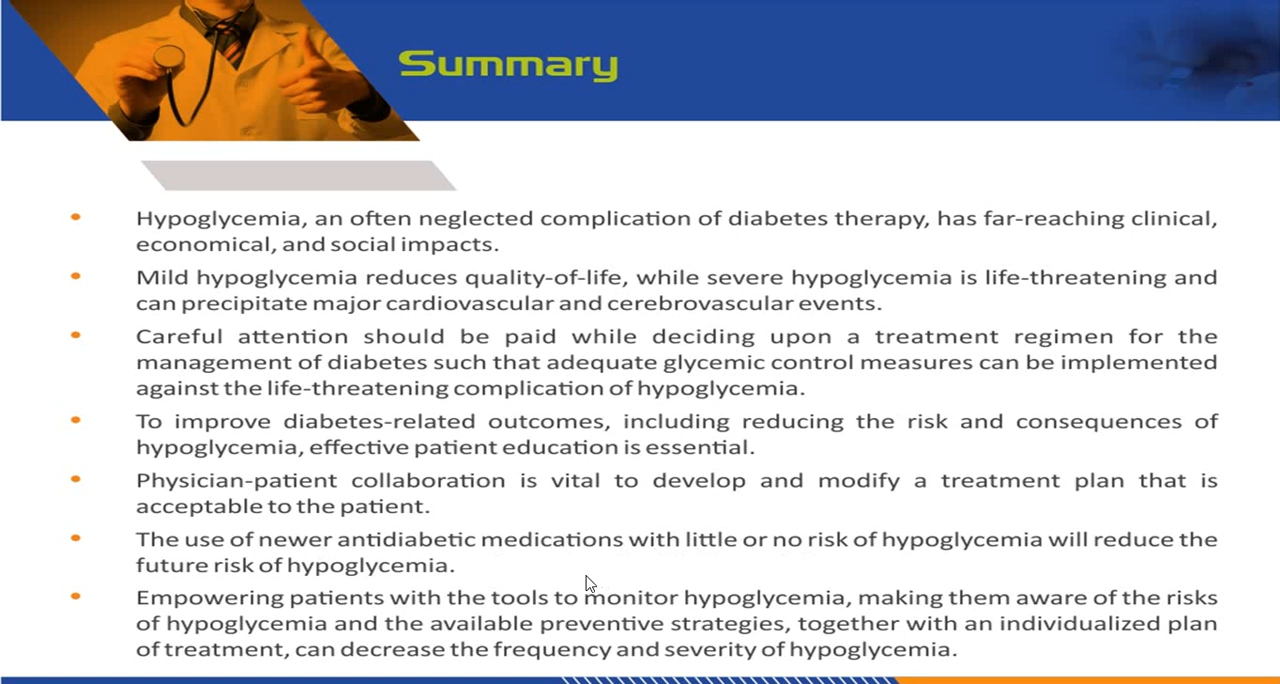 Summary
• Hypoglycemia, an often neglected complication of diabetes therapy, has far-reaching clinical,
economical, and social impacts.
• Mild hypoglycemia reduces quality-of-life, while severe hypoglycemia is life-threatening and
can precipitate major cardiovascular and cerebrovascular events.
• Careful attention should be paid while deciding upon a treatment regimen for the
management of diabetes such that adequate glycemic control measures can be implemented
against the life-threatening complication of hypoglycemia.
• To improve diabetes-related outcomes, including reducing the risk and consequences of
hypoglycemia, effective patient education is essential.
• Physician-patient collaboration is vital to develop and modify a treatment plan that is
acceptable to the patient.
• The use of newer antidiabetic medications with little or no risk of hypoglycemia will reduce the
future risk of hypoglycemia.
• Empowering patients with the tools to monitor hypoglycemia, making them aware of the risks
of hypoglycemia and the available preventive strategies, together with an individualized plan
of treatment, can decrease the frequency and severity of hypoglycemia.